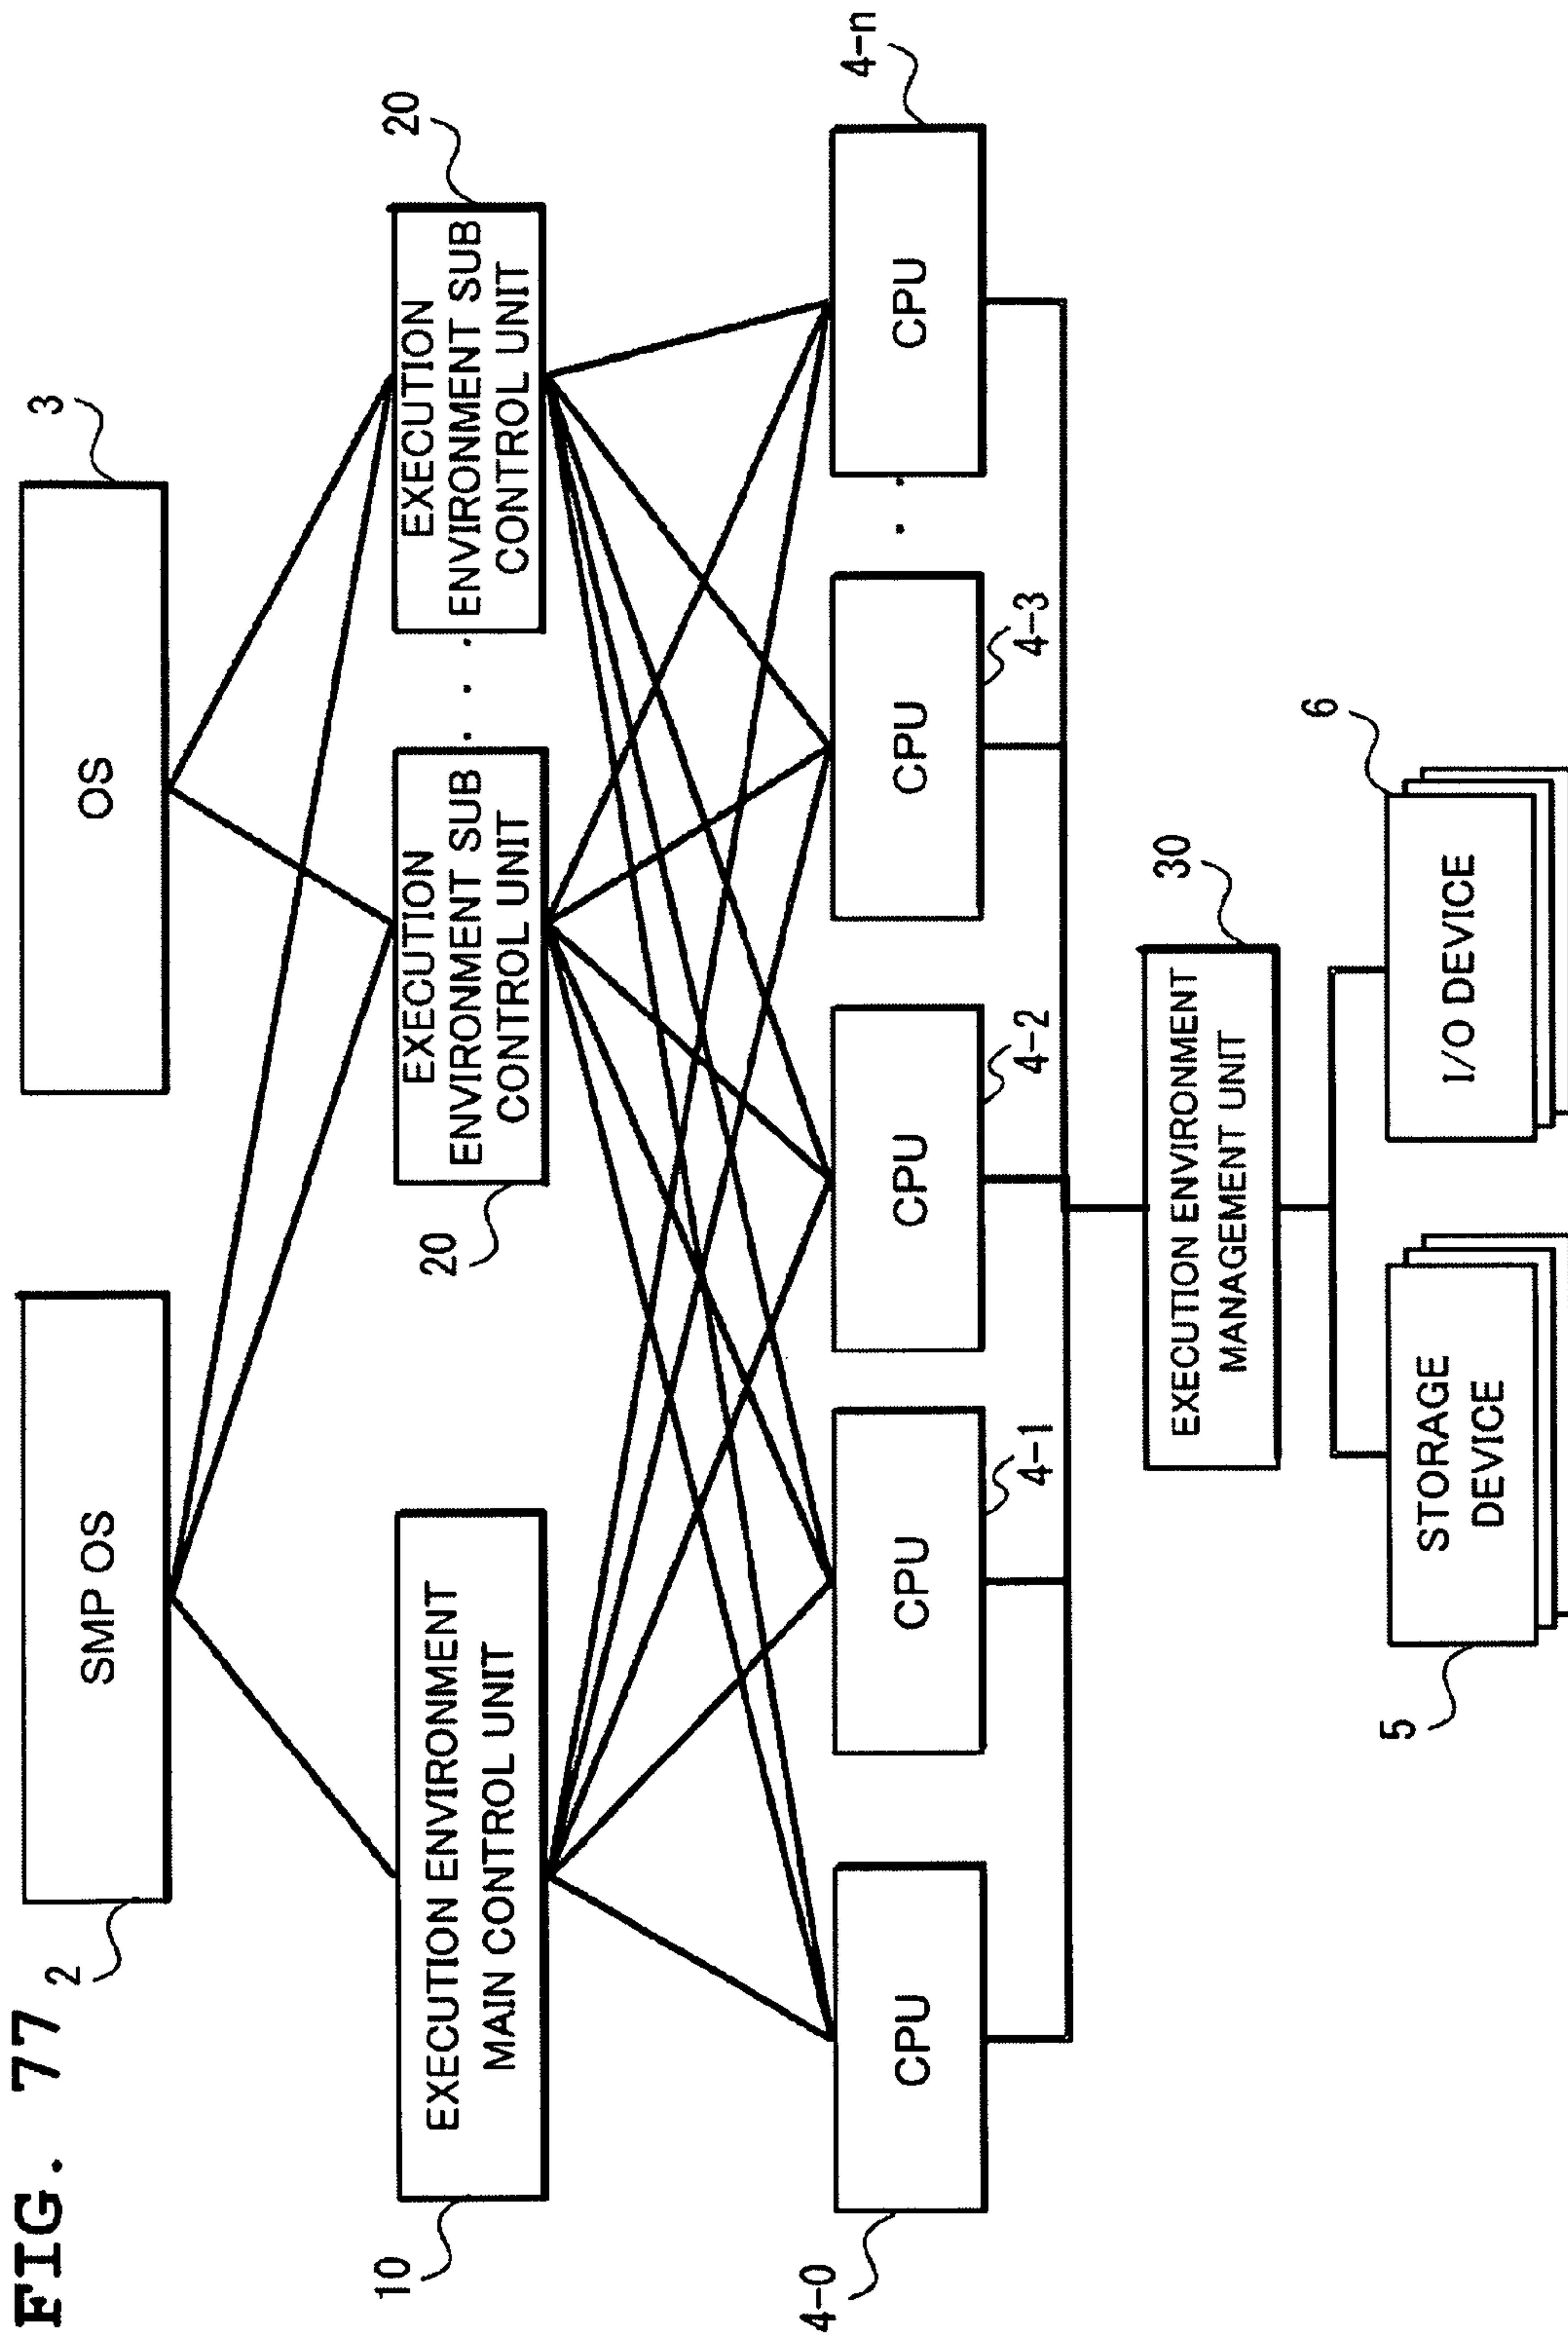 FIG. 77
2
SMP OS
3
OS
10
EXECUTION ENVIRONMENT
MAIN CONTROL UNIT
20
EXECUTION
ENVIRONMENT SUB
CONTROL UNIT
. . .
20
EXECUTION
ENVIRONMENT SUB
CONTROL UNIT
4-0
CPU
4-1
CPU
4-2
CPU
4-3
CPU
. .
4-n
CPU
30
EXECUTION ENVIRONMENT
MANAGEMENT UNIT
5
STORAGE
DEVICE
6
I/O DEVICE